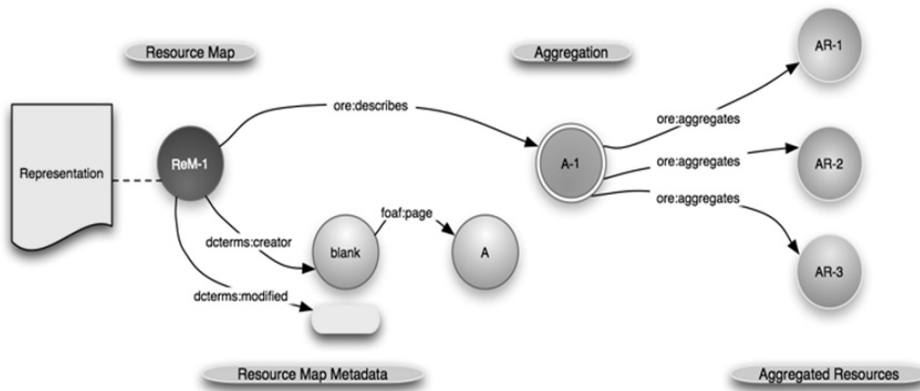 Resource Map
Aggregation
AR-1
ore:describes
ore:aggregates
Representation
ReM-1
A-1
ore:aggregates
AR-2
ore:aggregates
foaf:page
dcterms:creator
blank
A
AR-3
dcterms:modified
Resource Map Metadata
Aggregated Resources